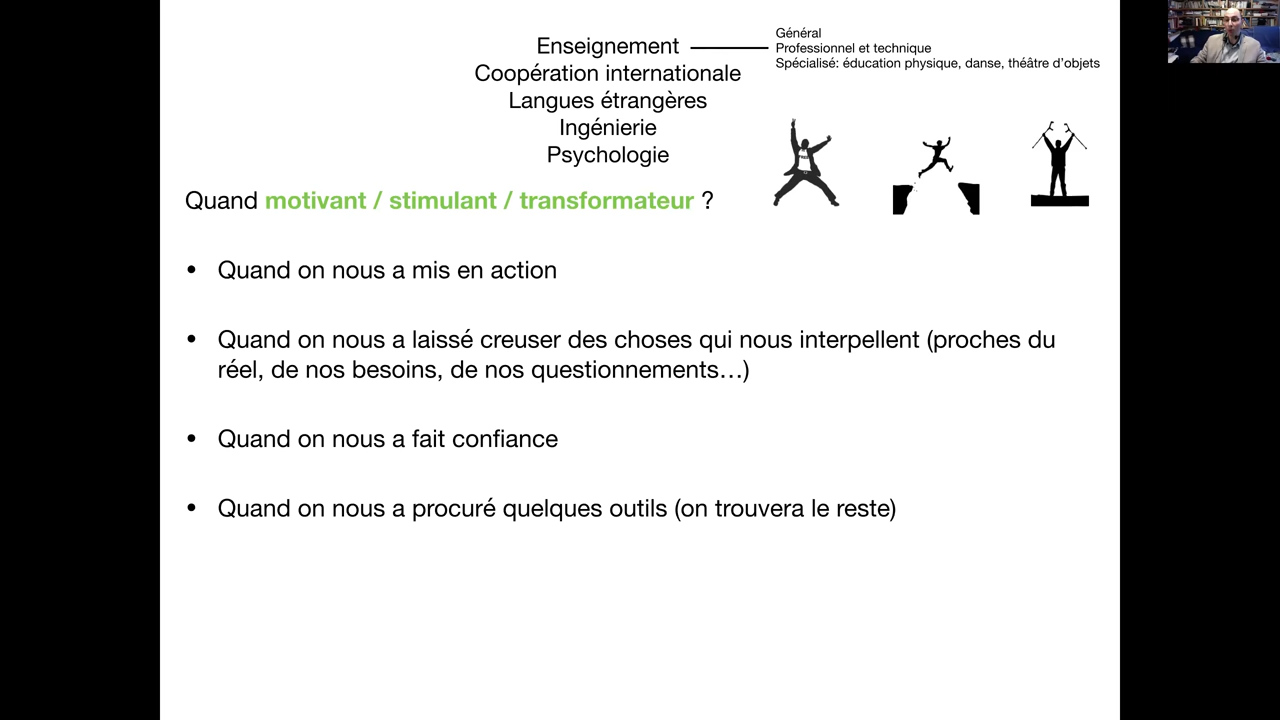 Enseignement
Général
Professionnel et technique
Spécialisé: éducation physique, danse, théâtre d'objets
Coopération internationale
Langues étrangères
Ingénierie
Psychologie
Quand motivant / stimulant / transformateur ?
• Quand on nous a mis en action
• Quand on nous a laissé creuser des choses qui nous interpellent (proches du
réel, de nos besoins, de nos questionnements…)
• Quand on nous a fait confiance
• Quand on nous a procuré quelques outils (on trouvera le reste)